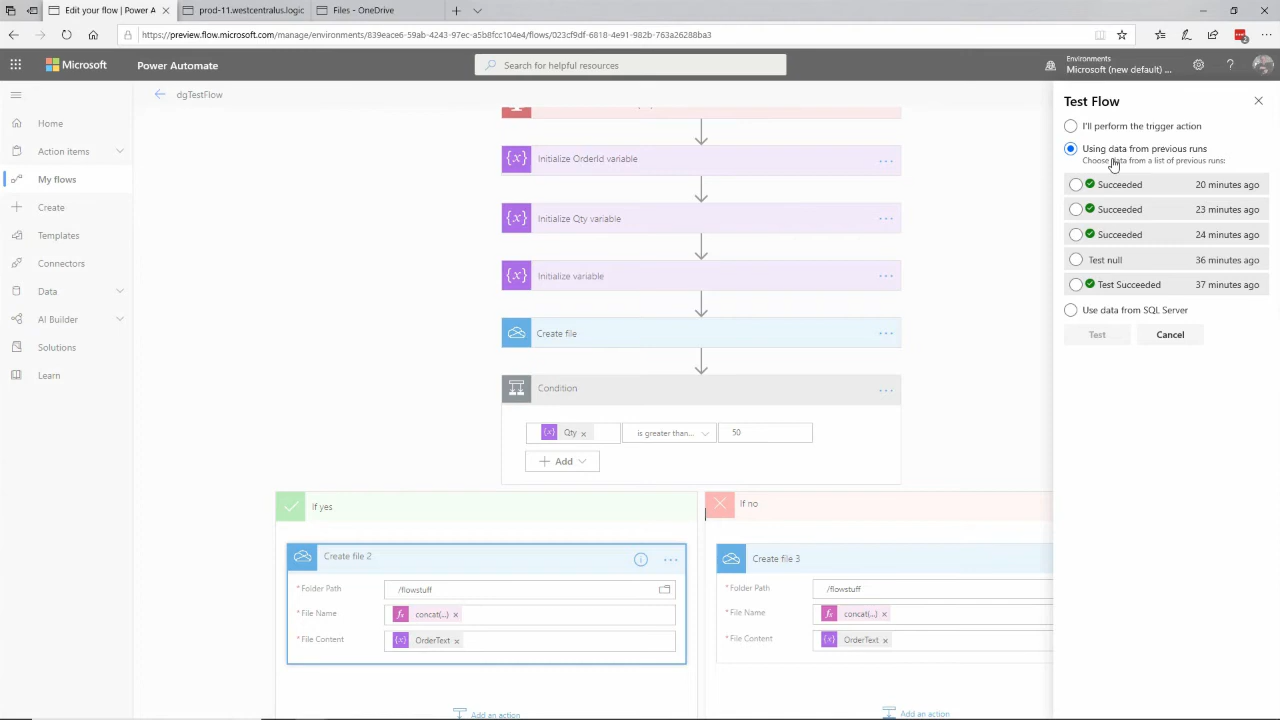 Edit your flow | Power A
prod-11.westcentralus.logic
Files - OneDrive
https://preview.flow.microsoft.com/manage/environments/839eace6-59ab-4243-97ec-a5b8fcc104e4/flows/023cf9df-6818-4e91-982b-763a26288ba3
Microsoft
Power Automate
Search for helpful resources
Environments
Microsoft (new default) ...
dgTestFlow
Home
Action items
My flows
Create
Templates
Connectors
Data
AI Builder
Solutions
Learn
{x} Initialize OrderId variable ...
{x} Initialize Qty variable ...
{x} Initialize variable ...
Create file ...
Condition ...
{x} Qty × is greater than... 50
+ Add
If yes
Create file 2 ...
* Folder Path /flowstuff
* File Name fx concat(...) ×
* File Content {x} OrderText ×
Add an action
If no
Create file 3
* Folder Path /flowstuff
* File Name fx concat(...) ×
* File Content {x} OrderText ×
Add an action
Test Flow
I'll perform the trigger action
Using data from previous runs
Choose data from a list of previous runs:
Succeeded 20 minutes ago
Succeeded 23 minutes ago
Succeeded 24 minutes ago
Test null 36 minutes ago
Test Succeeded 37 minutes ago
Use data from SQL Server
Test Cancel